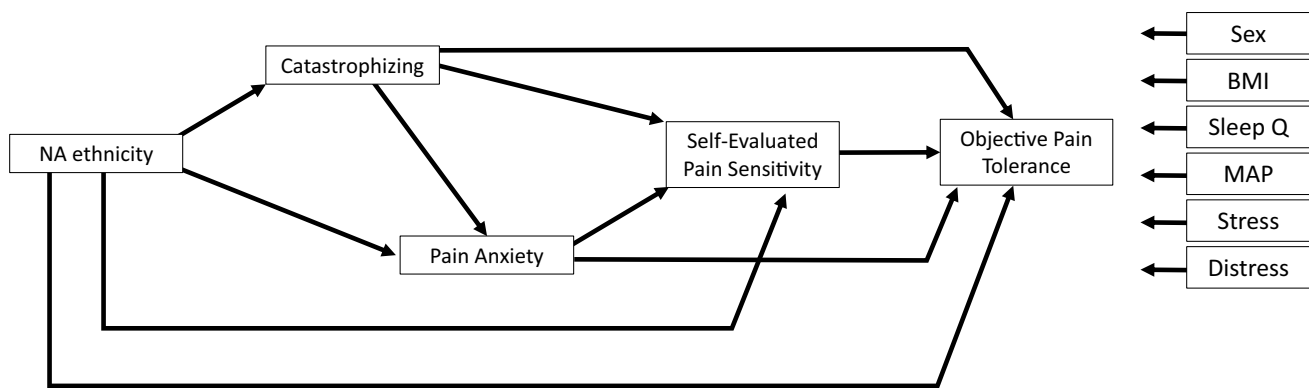 Catastrophizing
NA ethnicity
Pain Anxiety
Self-Evaluated
Pain Sensitivity
Objective Pain
Tolerance
Sex
BMI
Sleep Q
MAP
Stress
Distress